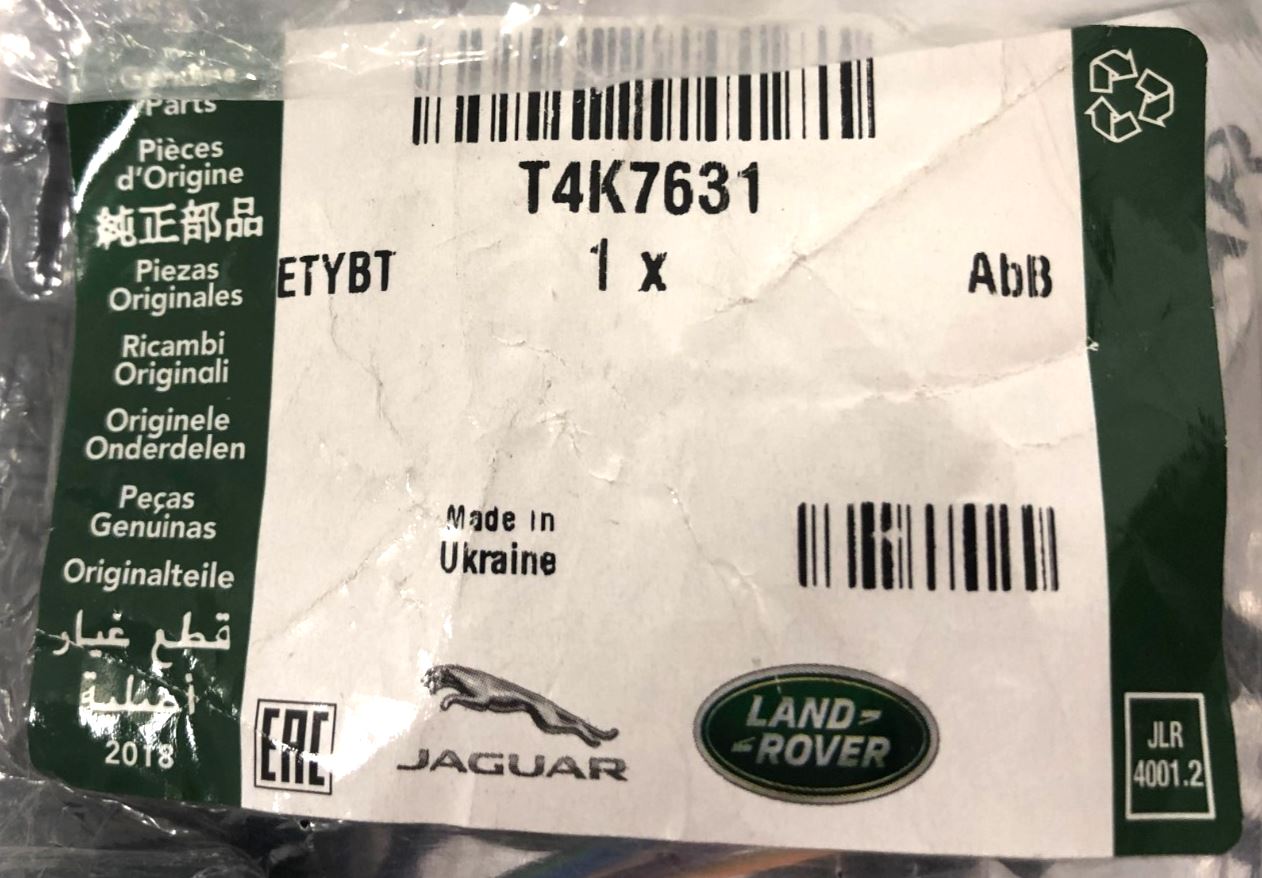 Genuine
Parts
Pièces
d'Origine
純正部品
Piezas
Originales
Ricambi
Originali
Originele
Onderdelen
Peças
Genuinas
Originalteile
قطع غيار
أصلية
2018
T4K7631
ETYBT 1 x AbB
Made in
Ukraine
EAC
JAGUAR
LAND
ROVER
JLR
4001.2